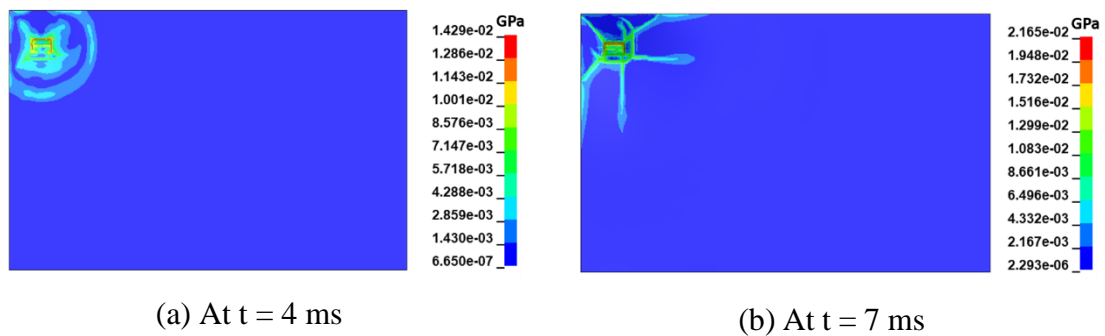 GPa
1.429e-02
1.286e-02
1.143e-02
1.001e-02
8.576e-03
7.147e-03
5.718e-03
4.288e-03
2.859e-03
1.430e-03
6.650e-07
(a) At t = 4 ms
GPa
2.165e-02
1.948e-02
1.732e-02
1.516e-02
1.299e-02
1.083e-02
8.661e-03
6.496e-03
4.332e-03
2.167e-03
2.293e-06
(b) At t = 7 ms